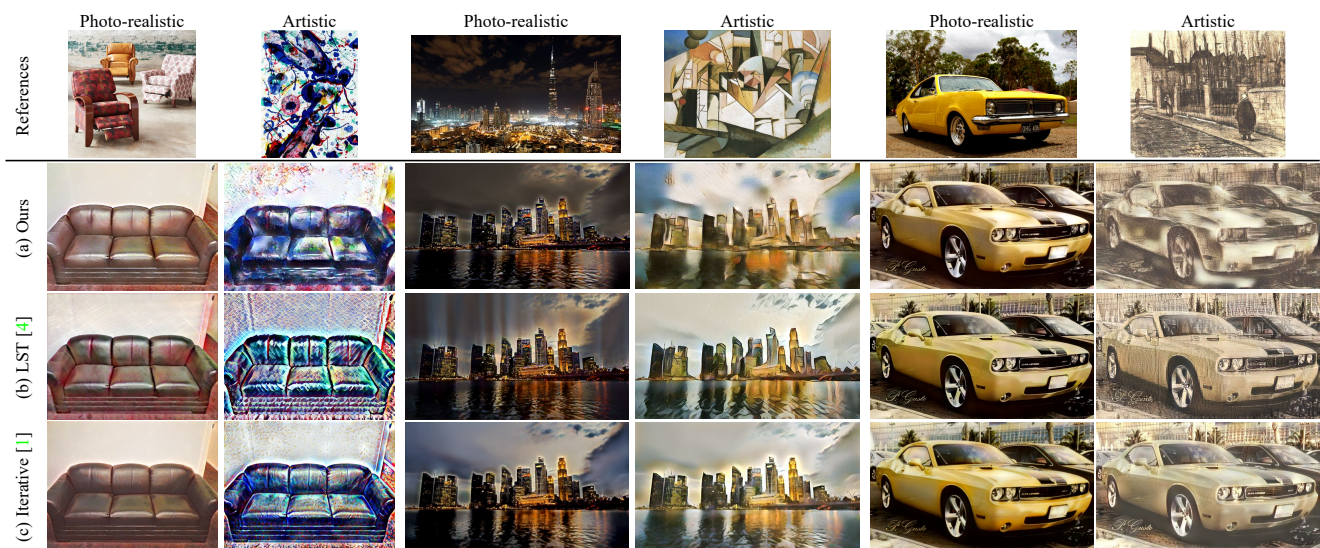 Photo-realistic
Artistic
Photo-realistic
Artistic
Photo-realistic
Artistic
References
(a) Ours
(b) LST [4]
(c) Iterative [1]